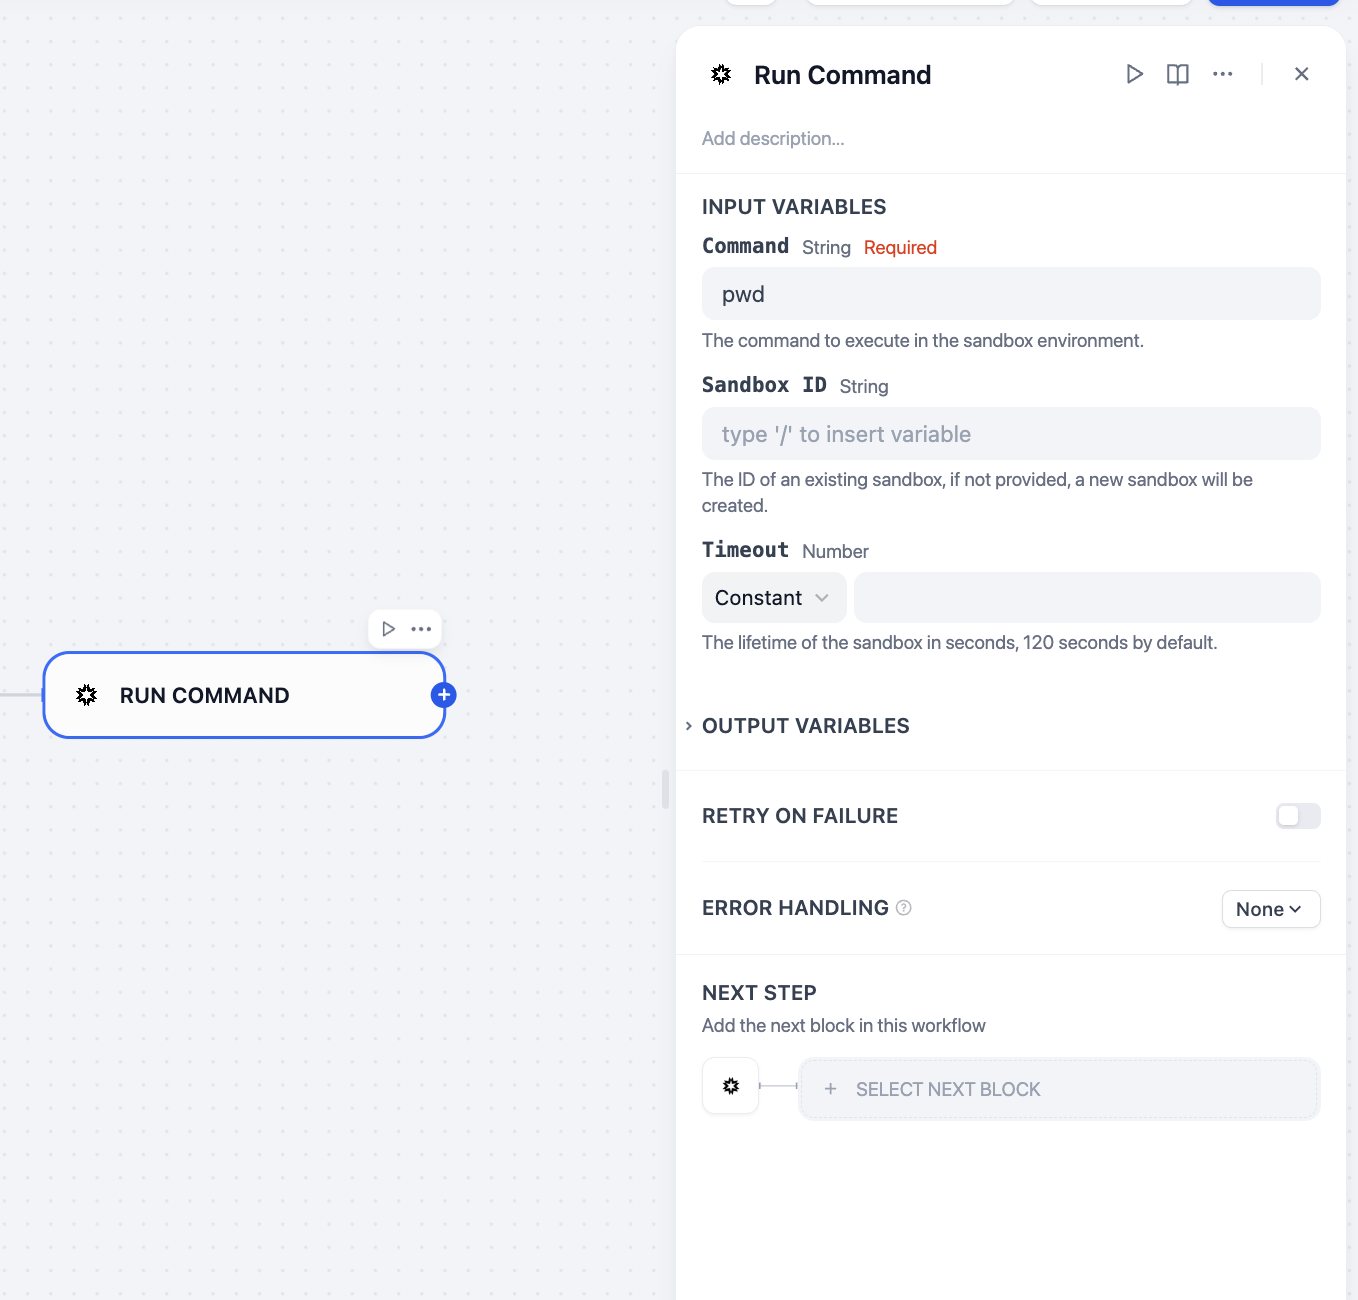 Run Command
Add description...
INPUT VARIABLES
Command String Required
pwd
The command to execute in the sandbox environment.
Sandbox ID String
type '/' to insert variable
The ID of an existing sandbox, if not provided, a new sandbox will be
created.
Timeout Number
Constant
The lifetime of the sandbox in seconds, 120 seconds by default.
RUN COMMAND
OUTPUT VARIABLES
RETRY ON FAILURE
ERROR HANDLING
None
NEXT STEP
Add the next block in this workflow
+ SELECT NEXT BLOCK